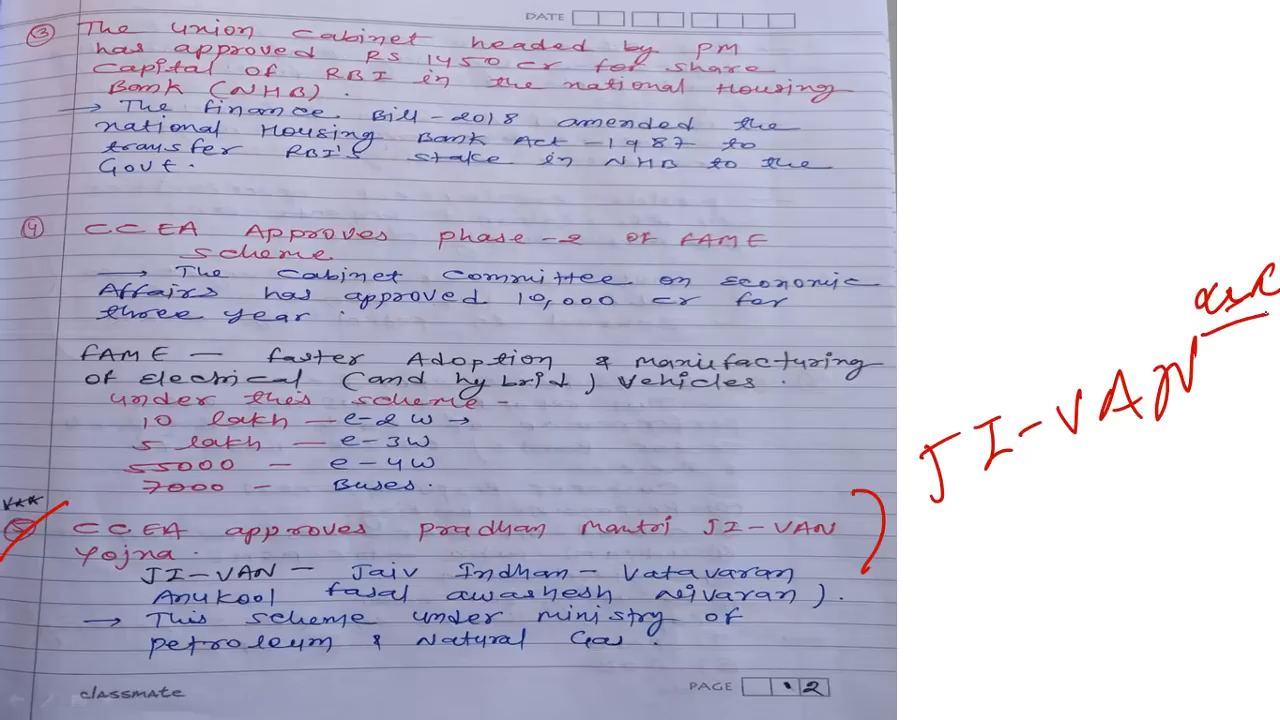 DATE
③ The union cabinet headed by PM
has approved RS 1450 cr for share
capital of RBI in the national Housing
Bank (NHB).
→ The finance Bill-2018 amended the
national Housing Bank Act-1987 to
transfer RBI's stake in NHB to the
Govt.
④ CCEA Approves phase-2 OF FAME
scheme
→ The cabinet committee on economic
Affairs has approved 10,000 cr for
three year.
FAME — faster Adoption & manufacturing
of electrical (and hybrid) vehicles.
under this scheme -
10 lakh — e-2W →
5 lakh — e-3W
55000 — e-4W
7000 — Buses.
⑤ CCEA approves pradhan mantri JI-VAN
Yojna.
JI-VAN - Jaiv Indhan - Vatavaran
Anukool fasal awashesh Nivaran).
→ This scheme under ministry of
petroleum & Natural Gas.
classmate
PAGE 2
JI-VAN